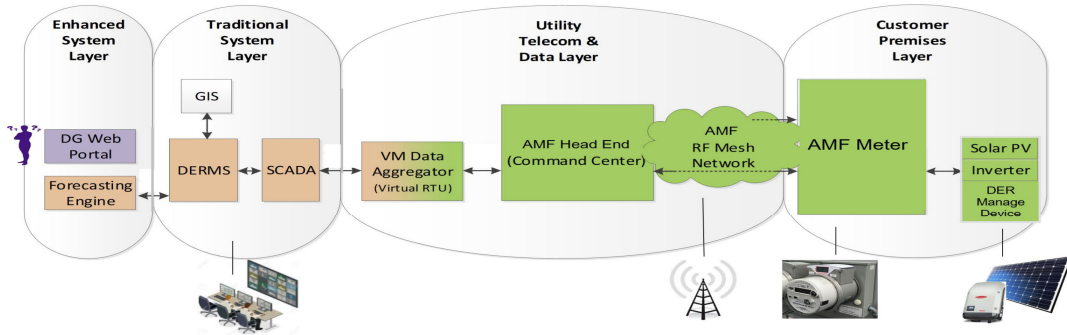 Enhanced
System
Layer
Traditional
System
Layer
Utility
Telecom &
Data Layer
Customer
Premises
Layer
GIS
DG Web
Portal
Forecasting
Engine
DERMS
SCADA
VM Data
Aggregator
(Virtual RTU)
AMF Head End
(Command Center)
AMF
RF Mesh
Network
AMF Meter
Solar PV
Inverter
DER
Manage
Device